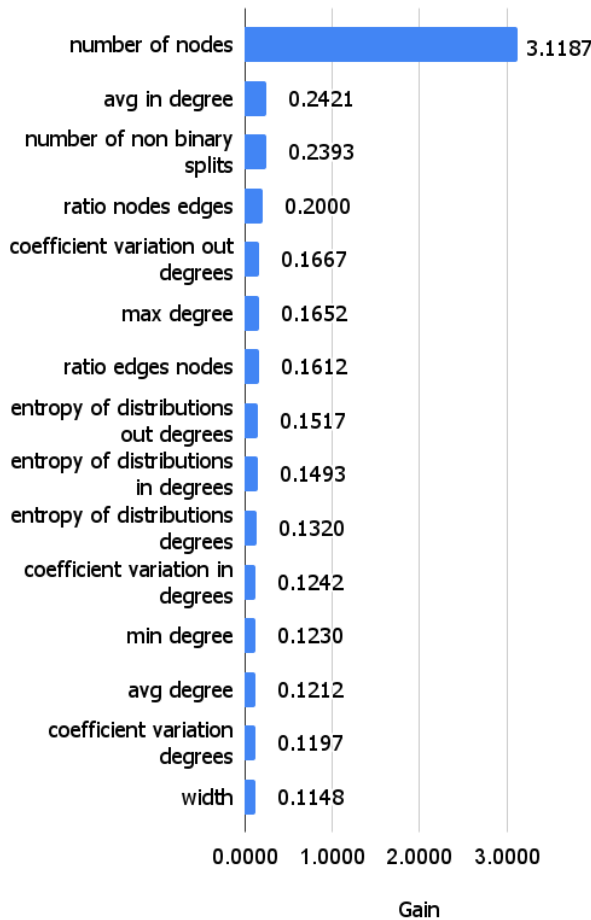 number of nodes
3.1187
avg in degree
0.2421
number of non binary
splits
0.2393
ratio nodes edges
0.2000
coefficient variation out
degrees
0.1667
max degree
0.1652
ratio edges nodes
0.1612
entropy of distributions
out degrees
0.1517
entropy of distributions
in degrees
0.1493
entropy of distributions
degrees
0.1320
coefficient variation in
degrees
0.1242
min degree
0.1230
avg degree
0.1212
coefficient variation
degrees
0.1197
width
0.1148
0.0000 1.0000 2.0000 3.0000
Gain